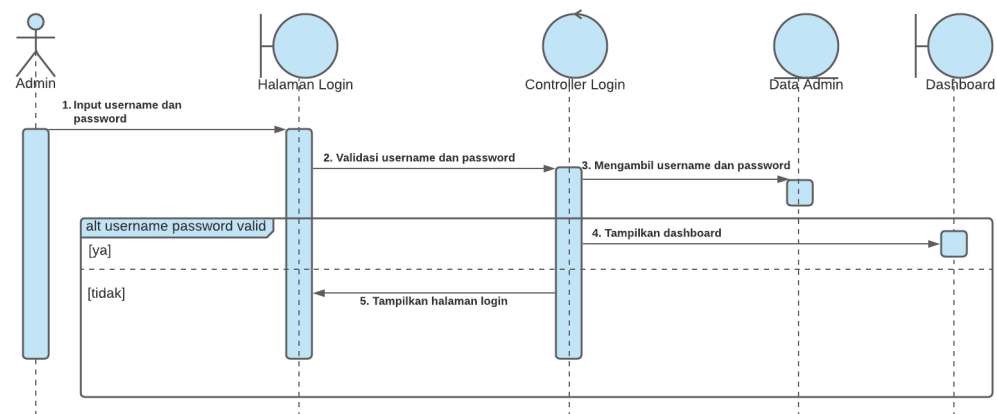 Admin
Halaman Login
Controller Login
Data Admin
Dashboard
1. Input username dan
password
2. Validasi username dan password
3. Mengambil username dan password
alt username password valid
[ya]
4. Tampilkan dashboard
[tidak]
5. Tampilkan halaman login